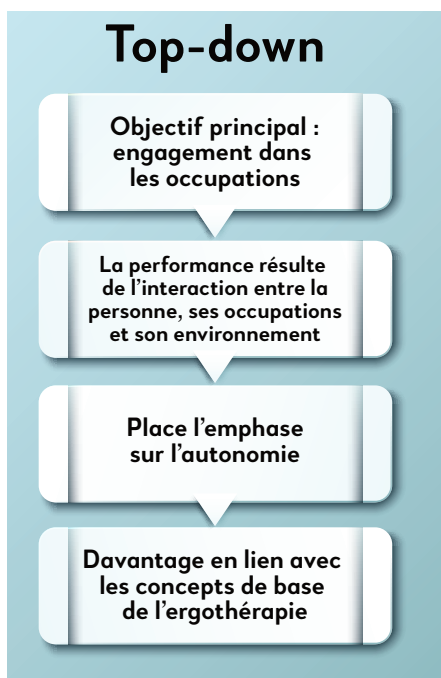 Top-down
Objectif principal :
engagement dans
les occupations
La performance résulte
de l'interaction entre la
personne, ses occupations
et son environnement
Place l'emphase
sur l'autonomie
Davantage en lien avec
les concepts de base
de l'ergothérapie